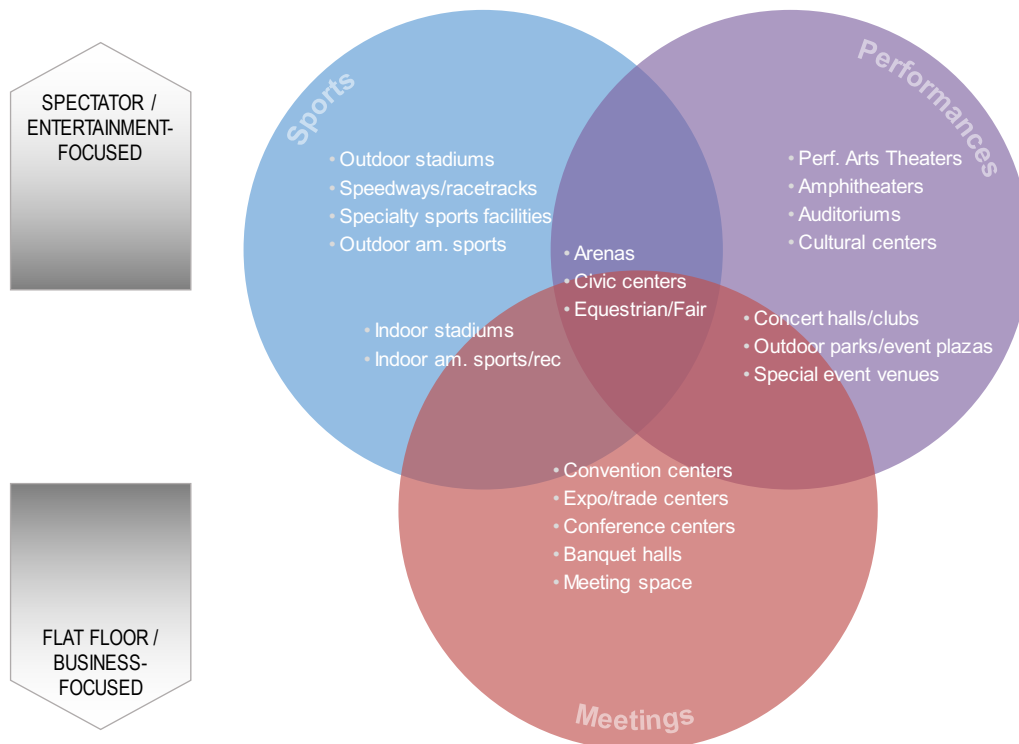 SPECTATOR /
ENTERTAINMENT-
FOCUSED
Sports
Performances
• Outdoor stadiums
• Speedways/racetracks
• Specialty sports facilities
• Outdoor am. sports
• Perf. Arts Theaters
• Amphitheaters
• Auditoriums
• Cultural centers
• Arenas
• Civic centers
• Equestrian/Fair
• Indoor stadiums
• Indoor am. sports/rec
• Concert halls/clubs
• Outdoor parks/event plazas
• Special event venues
• Convention centers
• Expo/trade centers
• Conference centers
• Banquet halls
• Meeting space
FLAT FLOOR /
BUSINESS-
FOCUSED
Meetings